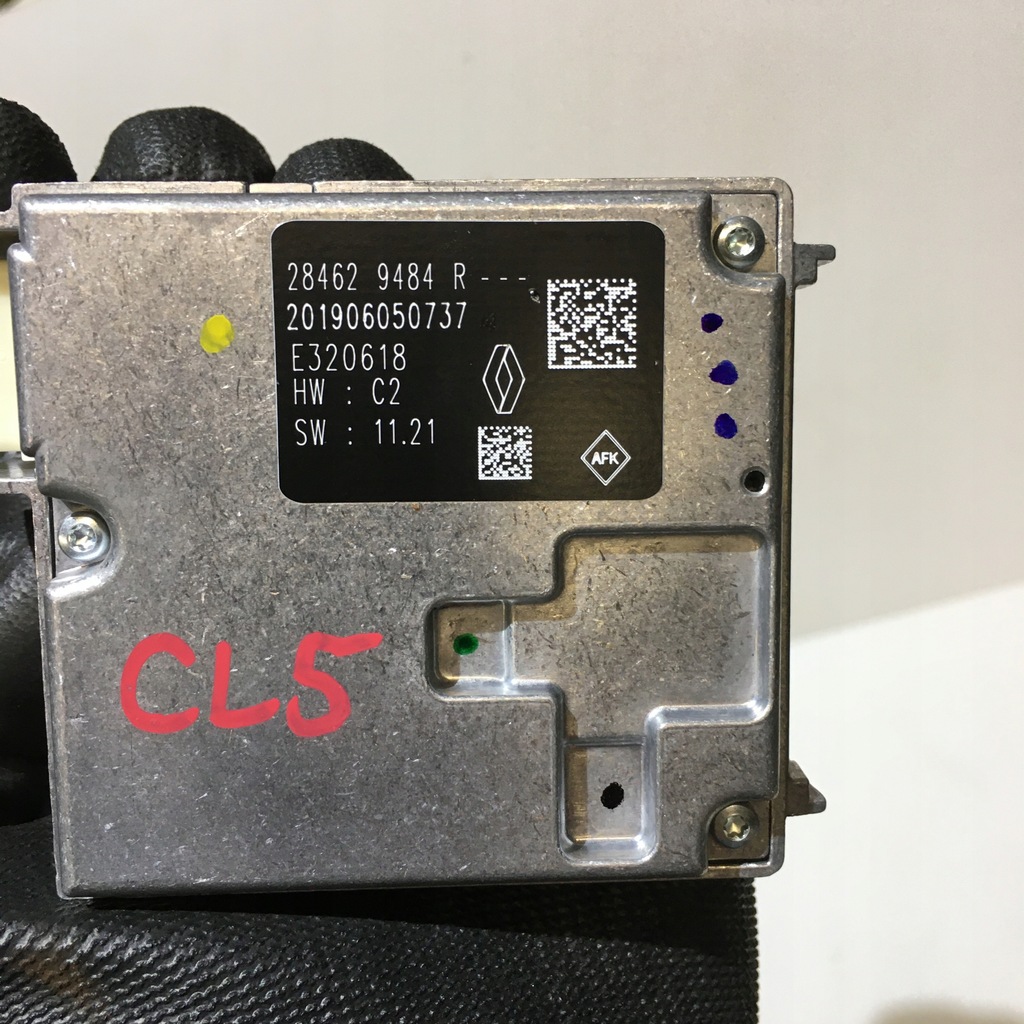 28462 9484 R ---
201906050737
E320618
HW : C2
SW : 11.21
AFK
CL5